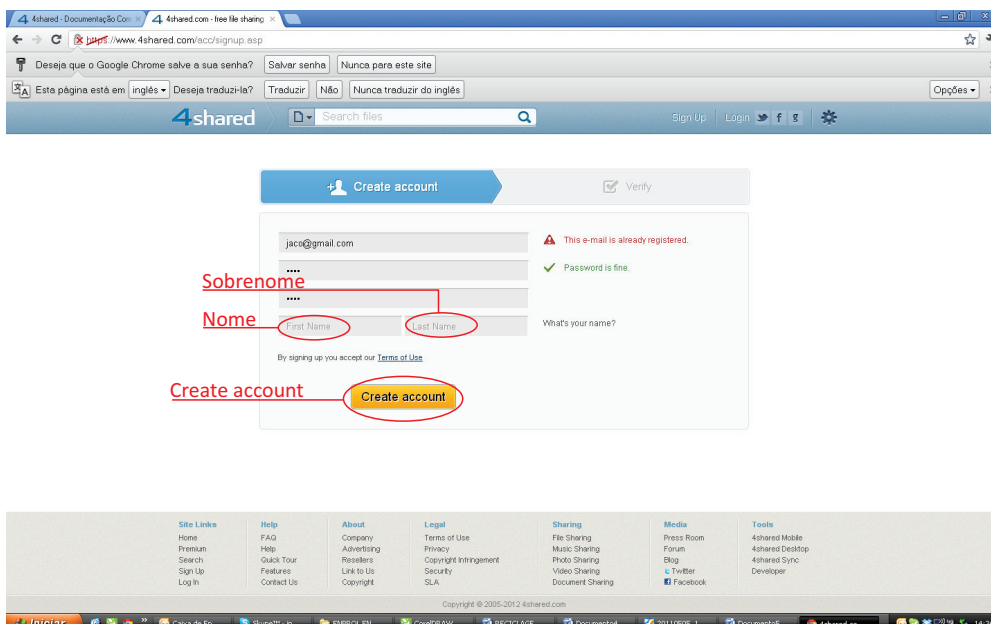 4shared - Documentação Com
4shared.com - free file sharing
https://www.4shared.com/acc/signup.asp
Deseja que o Google Chrome salve a sua senha? Salvar senha Nunca para este site
Esta página está em inglês Deseja traduzi-la? Traduzir Não Nunca traduzir do inglês Opções
4shared Search files Sign Up Login
Create account Verify
jaco@gmail.com This e-mail is already registered.
•••• Password is fine.
Sobrenome
••••
Nome First Name Last Name What's your name?
By signing up you accept our Terms of Use
Create account
Create account
Site Links Help About Legal Sharing Media Tools
Home FAQ Company Terms of Use File Sharing Press Room 4shared Mobile
Premium Help Advertising Privacy Music Sharing Forum 4shared Desktop
Search Quick Tour Resellers Copyright Infringement Photo Sharing Blog 4shared Sync
Sign Up Features Link to Us Security Video Sharing Twitter Developer
Log In Contact Us Copyright SLA Document Sharing Facebook
Copyright © 2005-2012 4shared.com
Iniciar Caixa de En CorelDRAW RECICLAGE Documento4 Documento5